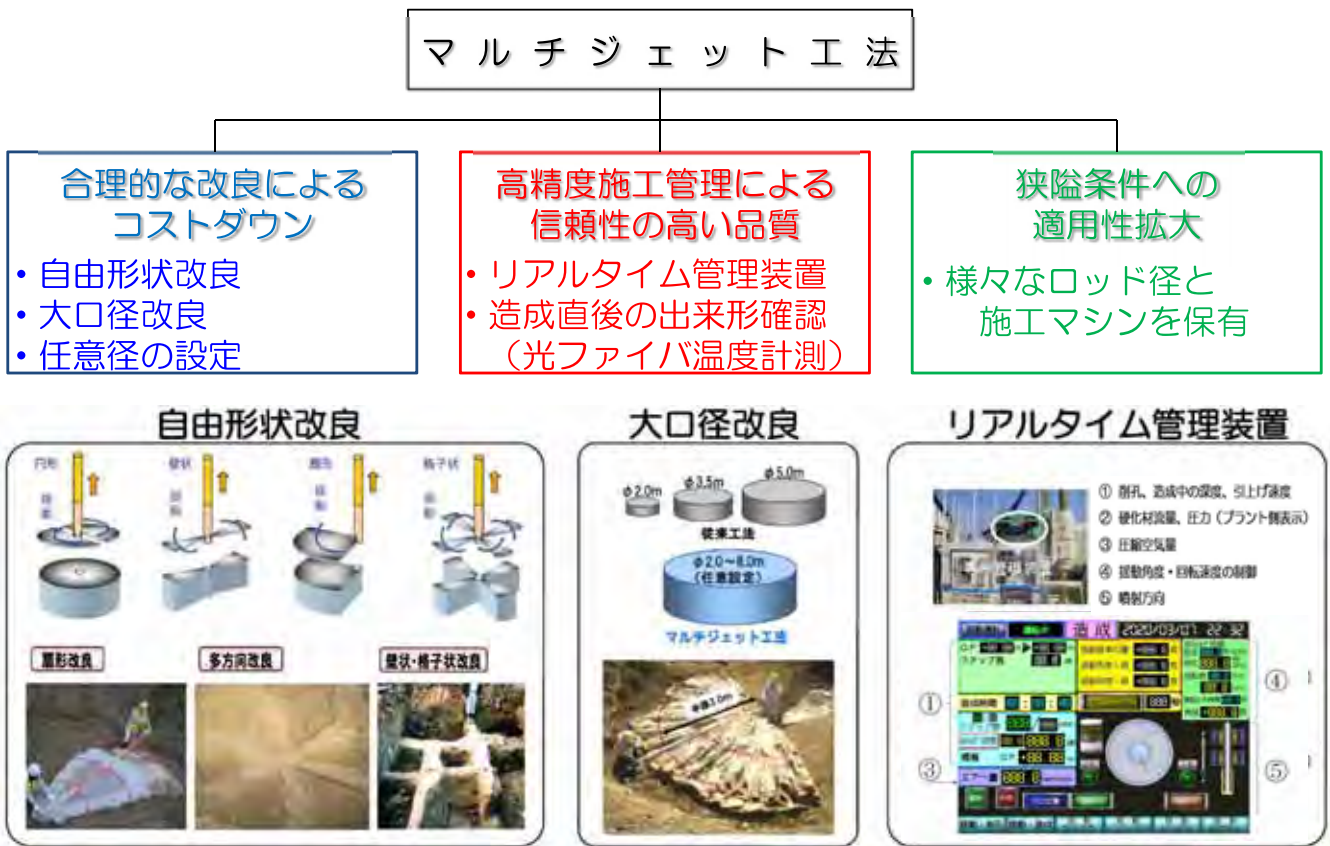 マルチジェット工法
合理的な改良による
コストダウン
• 自由形状改良
• 大口径改良
• 任意径の設定
高精度施工管理による
信頼性の高い品質
• リアルタイム管理装置
• 造成直後の出来形確認
（光ファイバ温度計測）
狭隘条件への
適用性拡大
• 様々なロッド径と
施工マシンを保有
自由形状改良
円形
壁状
扇形
格子状
扇形改良
多方向改良
壁状・格子状改良
大口径改良
φ2.0m
φ3.5m
φ5.0m
従来工法
φ2.0～8.0m
（任意設定）
マルチジェット工法
リアルタイム管理装置
① 削孔、造成中の深度、引上げ速度
② 硬化材流量、圧力（プラント側表示）
③ 圧縮空気量
④ 揺動角度・回転速度の制御
⑤ 噴射方向
造成 2020/03/07 22:32
①
③
④
⑤